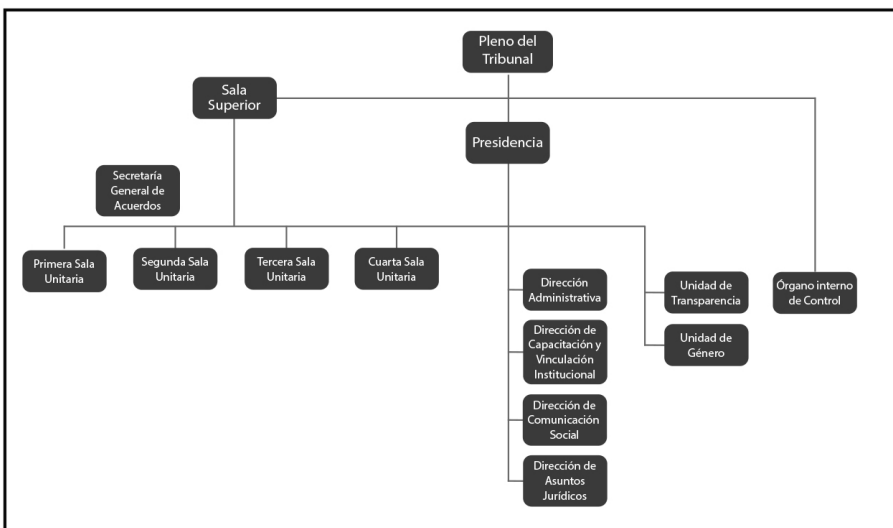 Pleno del
Tribunal
Sala
Superior
Presidencia
Secretaría
General de
Acuerdos
Primera Sala
Unitaria
Segunda Sala
Unitaria
Tercera Sala
Unitaria
Cuarta Sala
Unitaria
Dirección
Administrativa
Dirección de
Capacitación y
Vinculación
Institucional
Dirección de
Comunicación
Social
Dirección de
Asuntos
Jurídicos
Unidad de
Transparencia
Unidad de
Género
Órgano interno
de Control